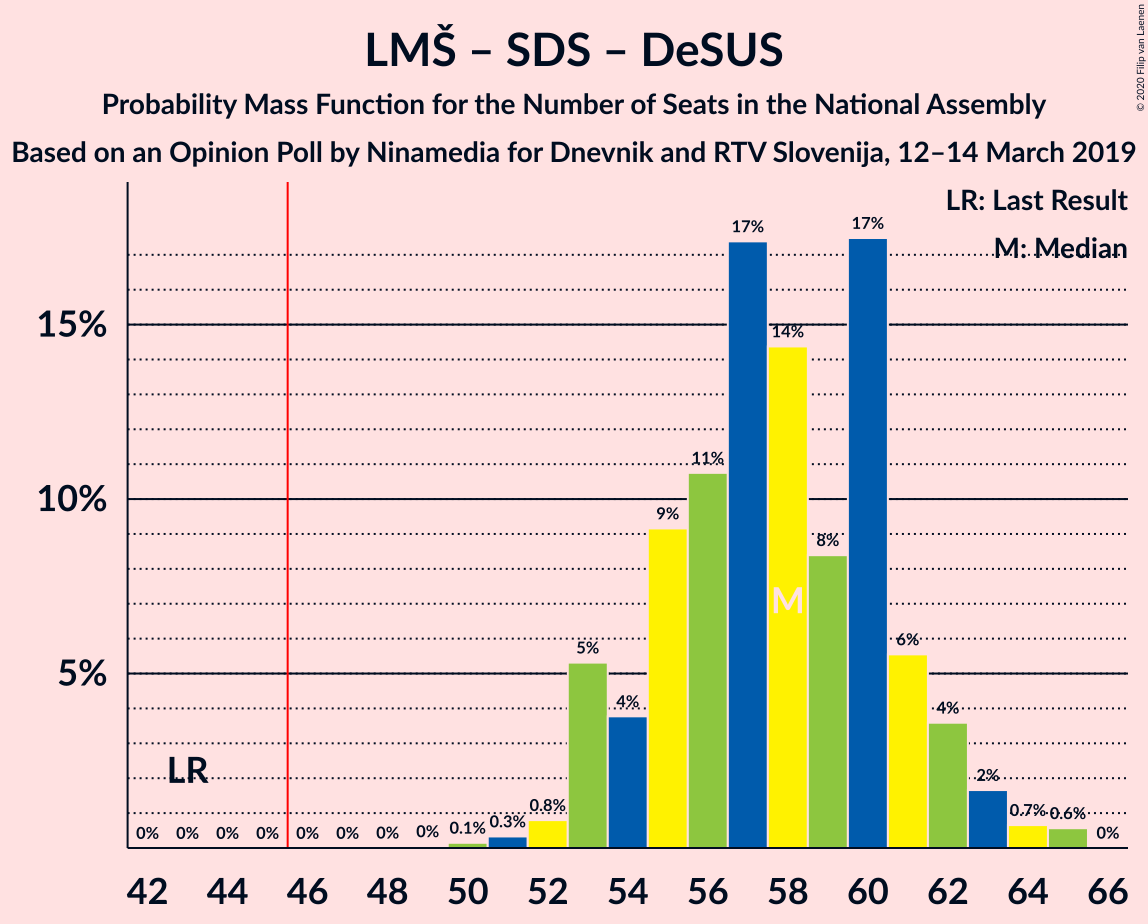 LMŠ – SDS – DeSUS
Probability Mass Function for the Number of Seats in the National Assembly
Based on an Opinion Poll by Ninamedia for Dnevnik and RTV Slovenija, 12–14 March 2019
© 2020 Filip van Laenen
LR: Last Result
M: Median
15%
10%
5%
0% 0% 0% 0% 0% 0% 0% 0% 0.1% 0.3% 0.8% 5% 4% 9% 11% 17% 14% 8% 17% 6% 4% 2% 0.7% 0.6% 0%
M
LR
42 44 46 48 50 52 54 56 58 60 62 64 66